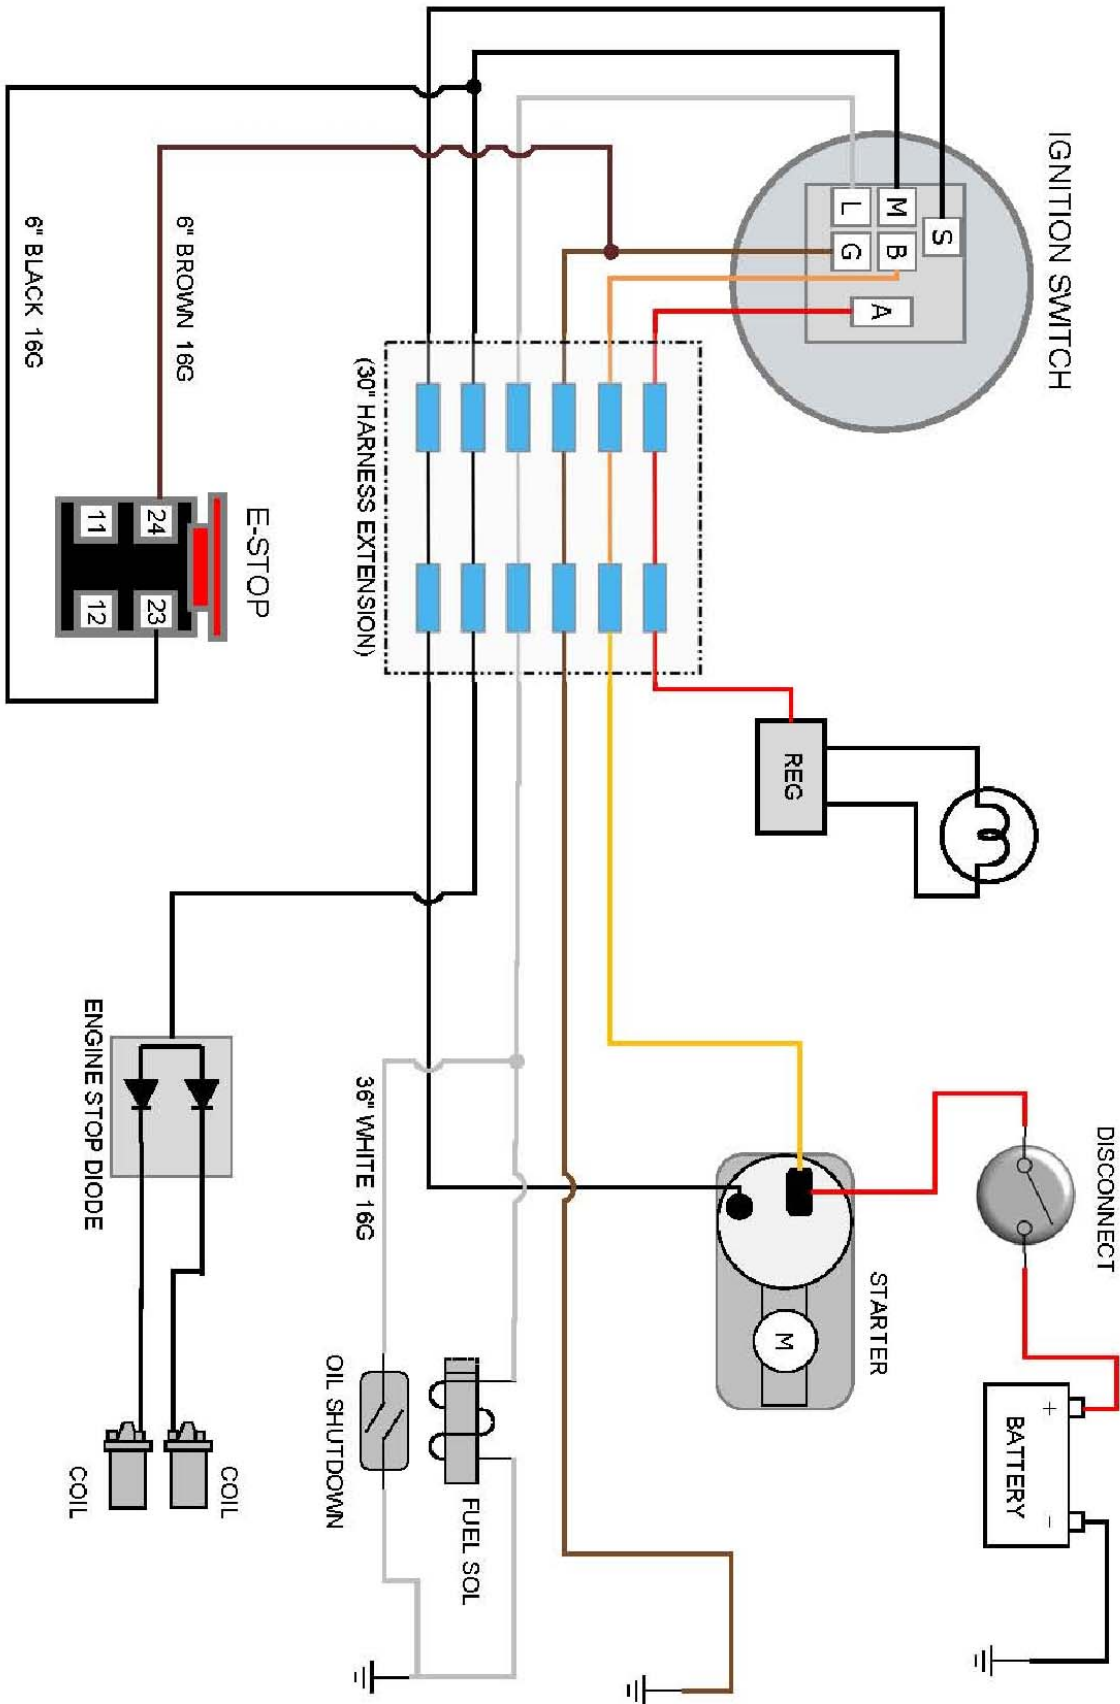 IGNITION SWITCH
S
M
B
L
G
A
6" BROWN 16G
6" BLACK 16G
(30" HARNESS EXTENSION)
E-STOP
24
23
11
12
REG
DISCONNECT
STARTER
M
BATTERY
+
-
ENGINE STOP DIODE
36" WHITE 16G
OIL SHUTDOWN
FUEL SOL
COIL
COIL